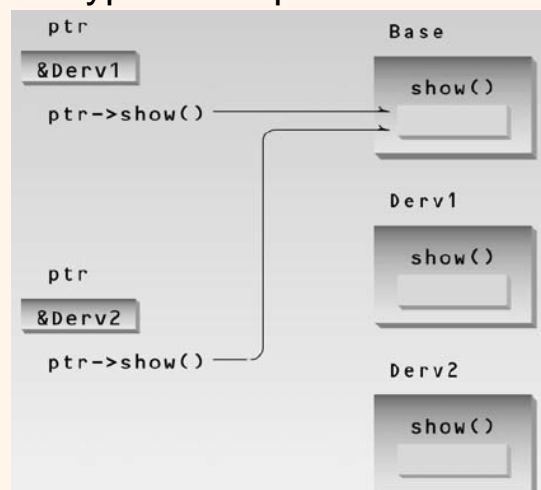 ptr
&Derv1
ptr->show()
Base
show()
Derv1
show()
ptr
&Derv2
ptr->show()
Derv2
show()